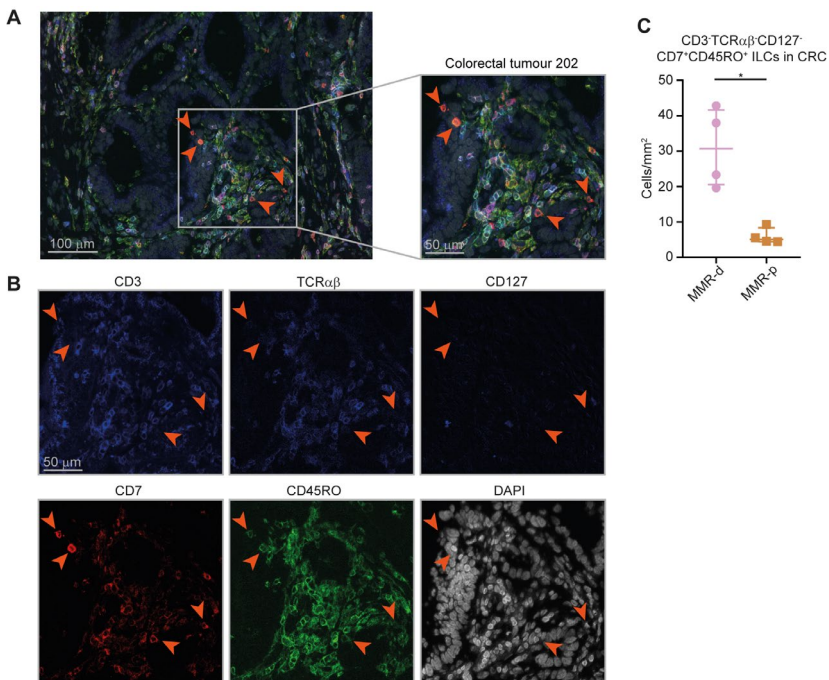 A
Colorectal tumour 202
100 μm
50 μm
B
CD3
TCRαβ
CD127
50 μm
CD7
CD45RO
DAPI
C
CD3⁻TCRαβ⁻CD127⁻
CD7⁺CD45RO⁺ ILCs in CRC
*
Cells/mm²
50
40
30
20
10
0
MMR-d
MMR-p